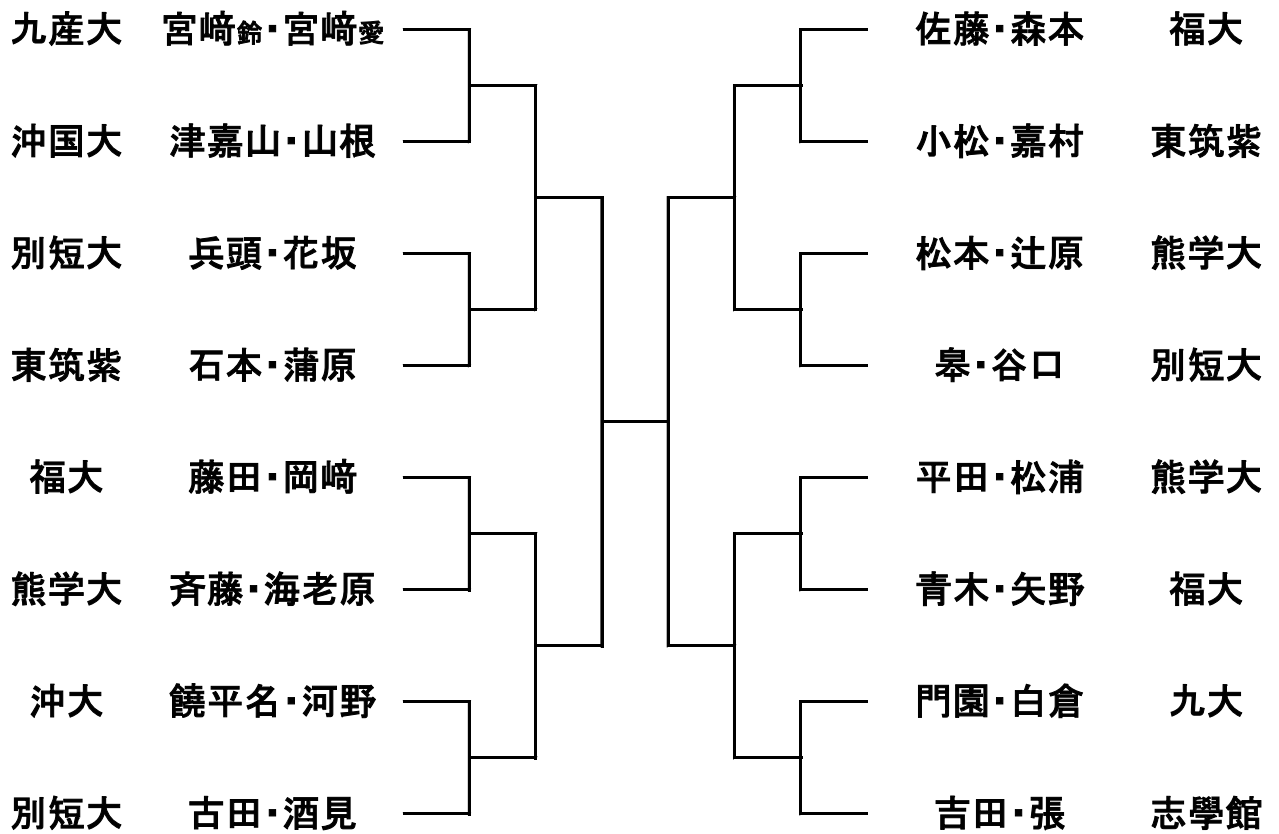 九産大 宮﨑鈴・宮﨑愛 佐藤・森本 福大
沖国大 津嘉山・山根 小松・嘉村 東筑紫
別短大 兵頭・花坂 松本・辻原 熊学大
東筑紫 石本・蒲原 皋・谷口 別短大
福大 藤田・岡﨑 平田・松浦 熊学大
熊学大 斉藤・海老原 青木・矢野 福大
沖大 饒平名・河野 門園・白倉 九大
別短大 古田・酒見 吉田・張 志學館